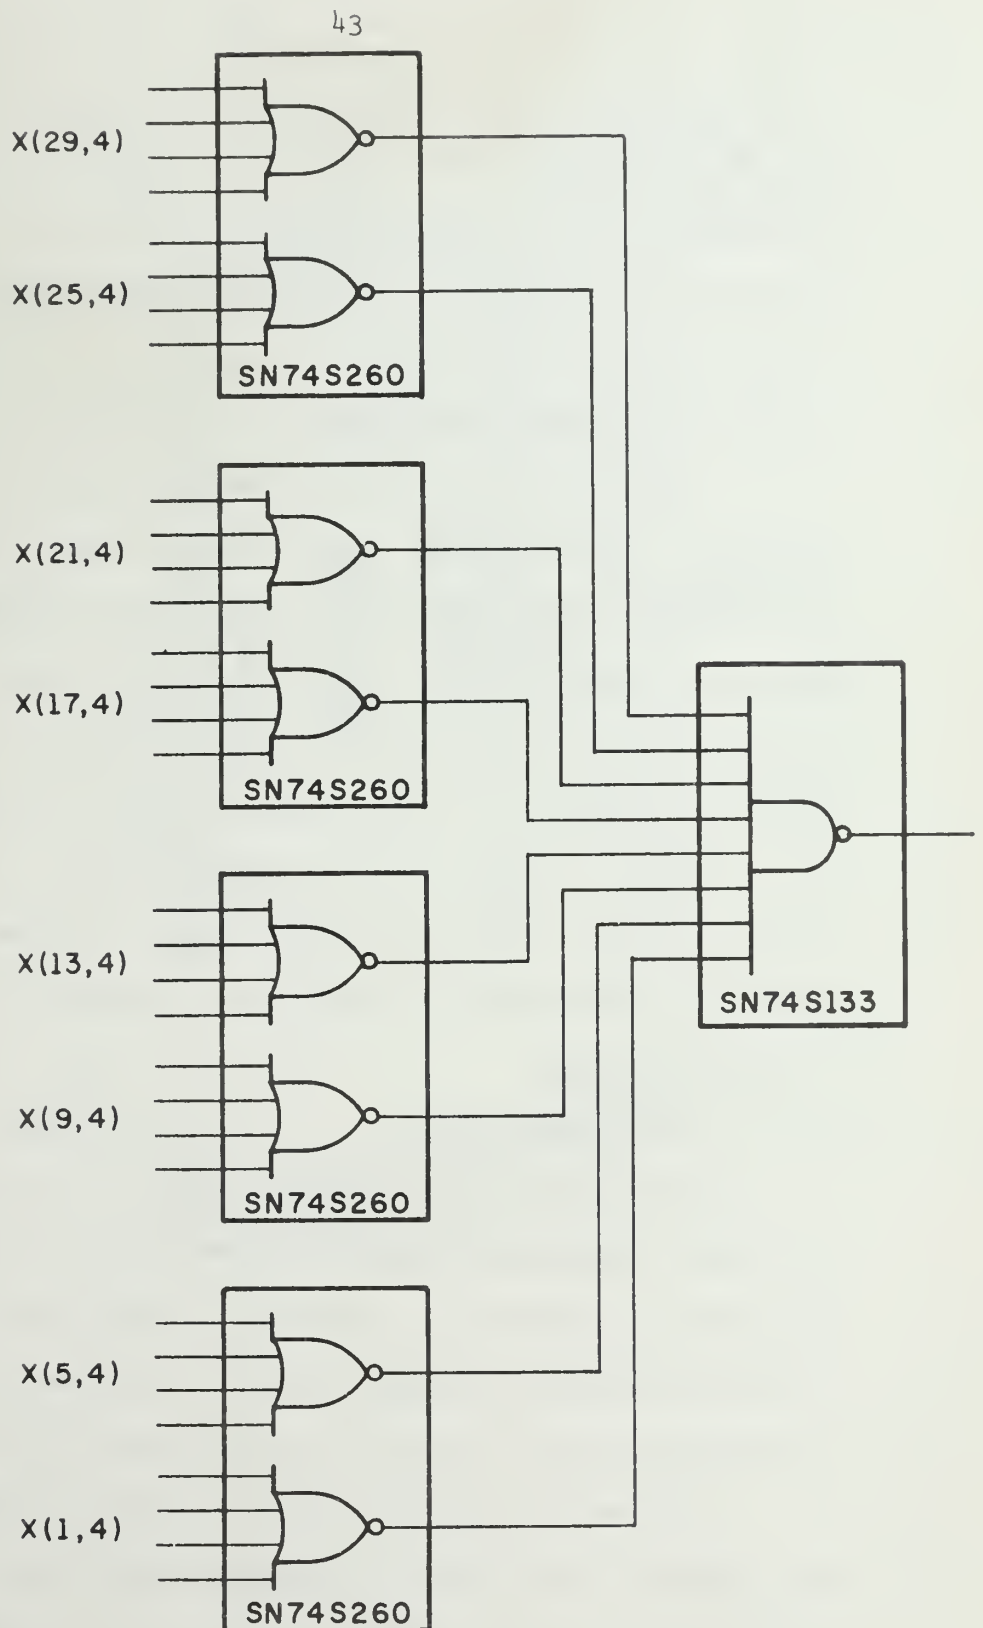 43
X(29,4)
X(25,4)
SN74S260
X(21,4)
X(17,4)
SN74S260
X(13,4)
X(9,4)
SN74S260
SN74S133
X(5,4)
X(1,4)
SN74S260